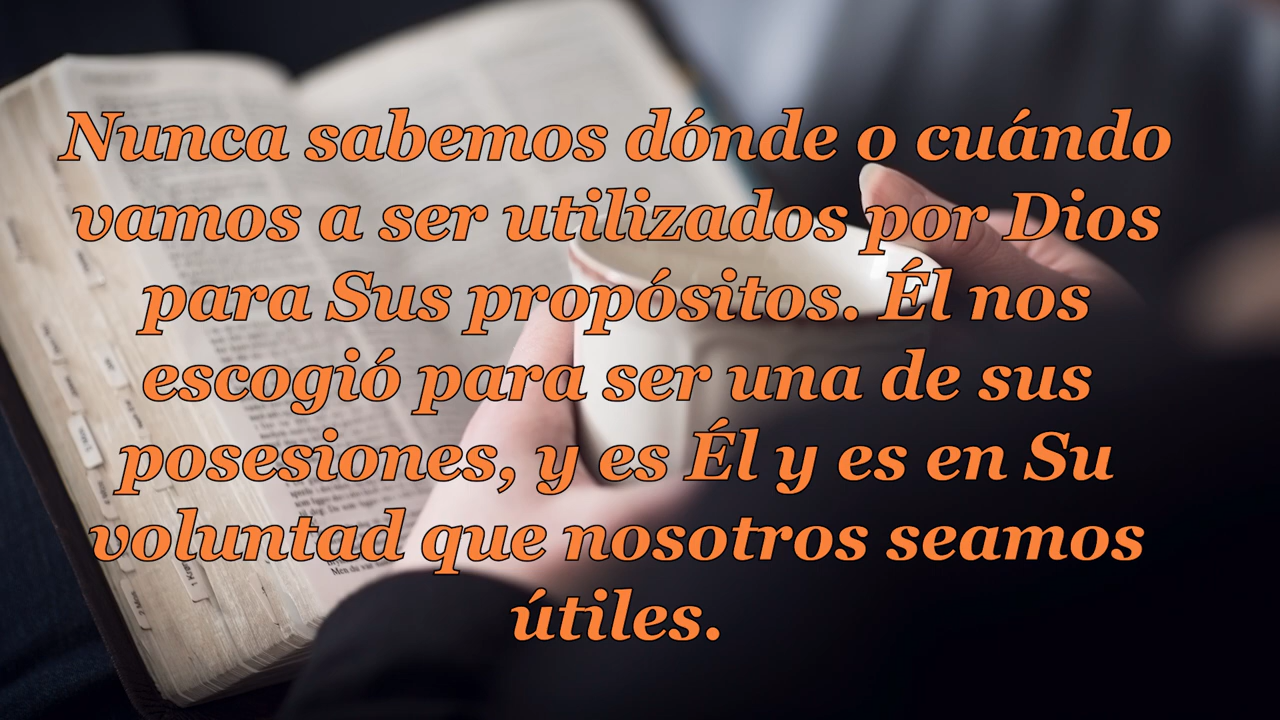 Nunca sabemos dónde o cuándo
vamos a ser utilizados por Dios
para Sus propósitos. Él nos
escogió para ser una de sus
posesiones, y es Él y es en Su
voluntad que nosotros seamos
útiles.